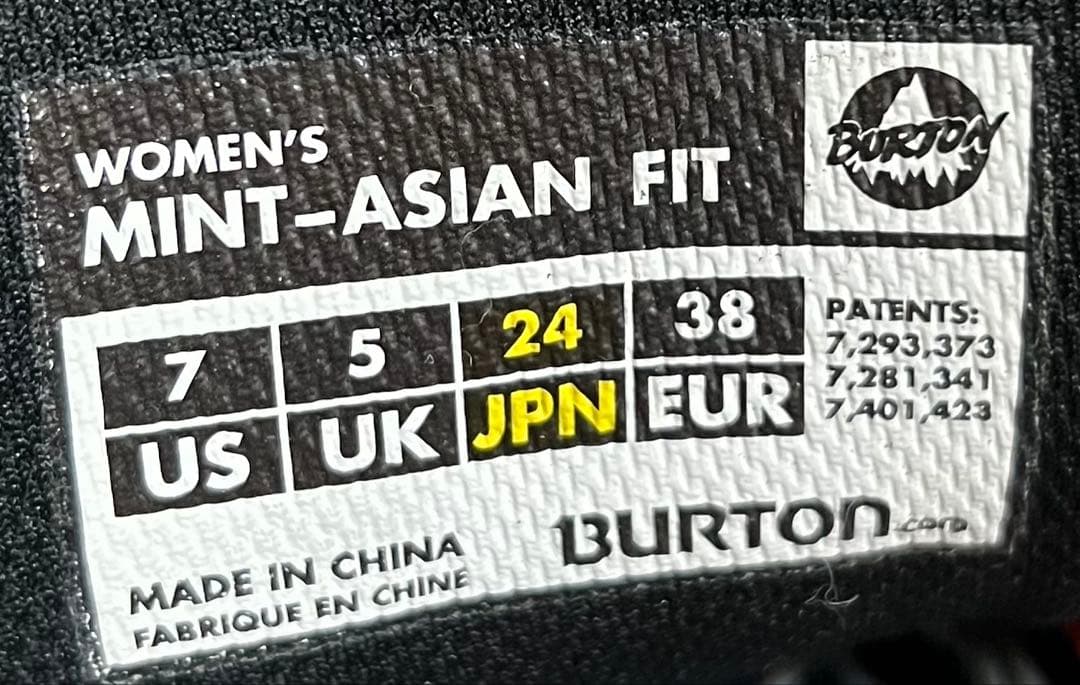 WOMEN'S
MINT-ASIAN FIT
BURTON
7 5 24 38
US UK JPN EUR
PATENTS:
7,293,373
7,281,341
7,401,423
MADE IN CHINA
FABRIQUE EN CHINE
BURTON.com